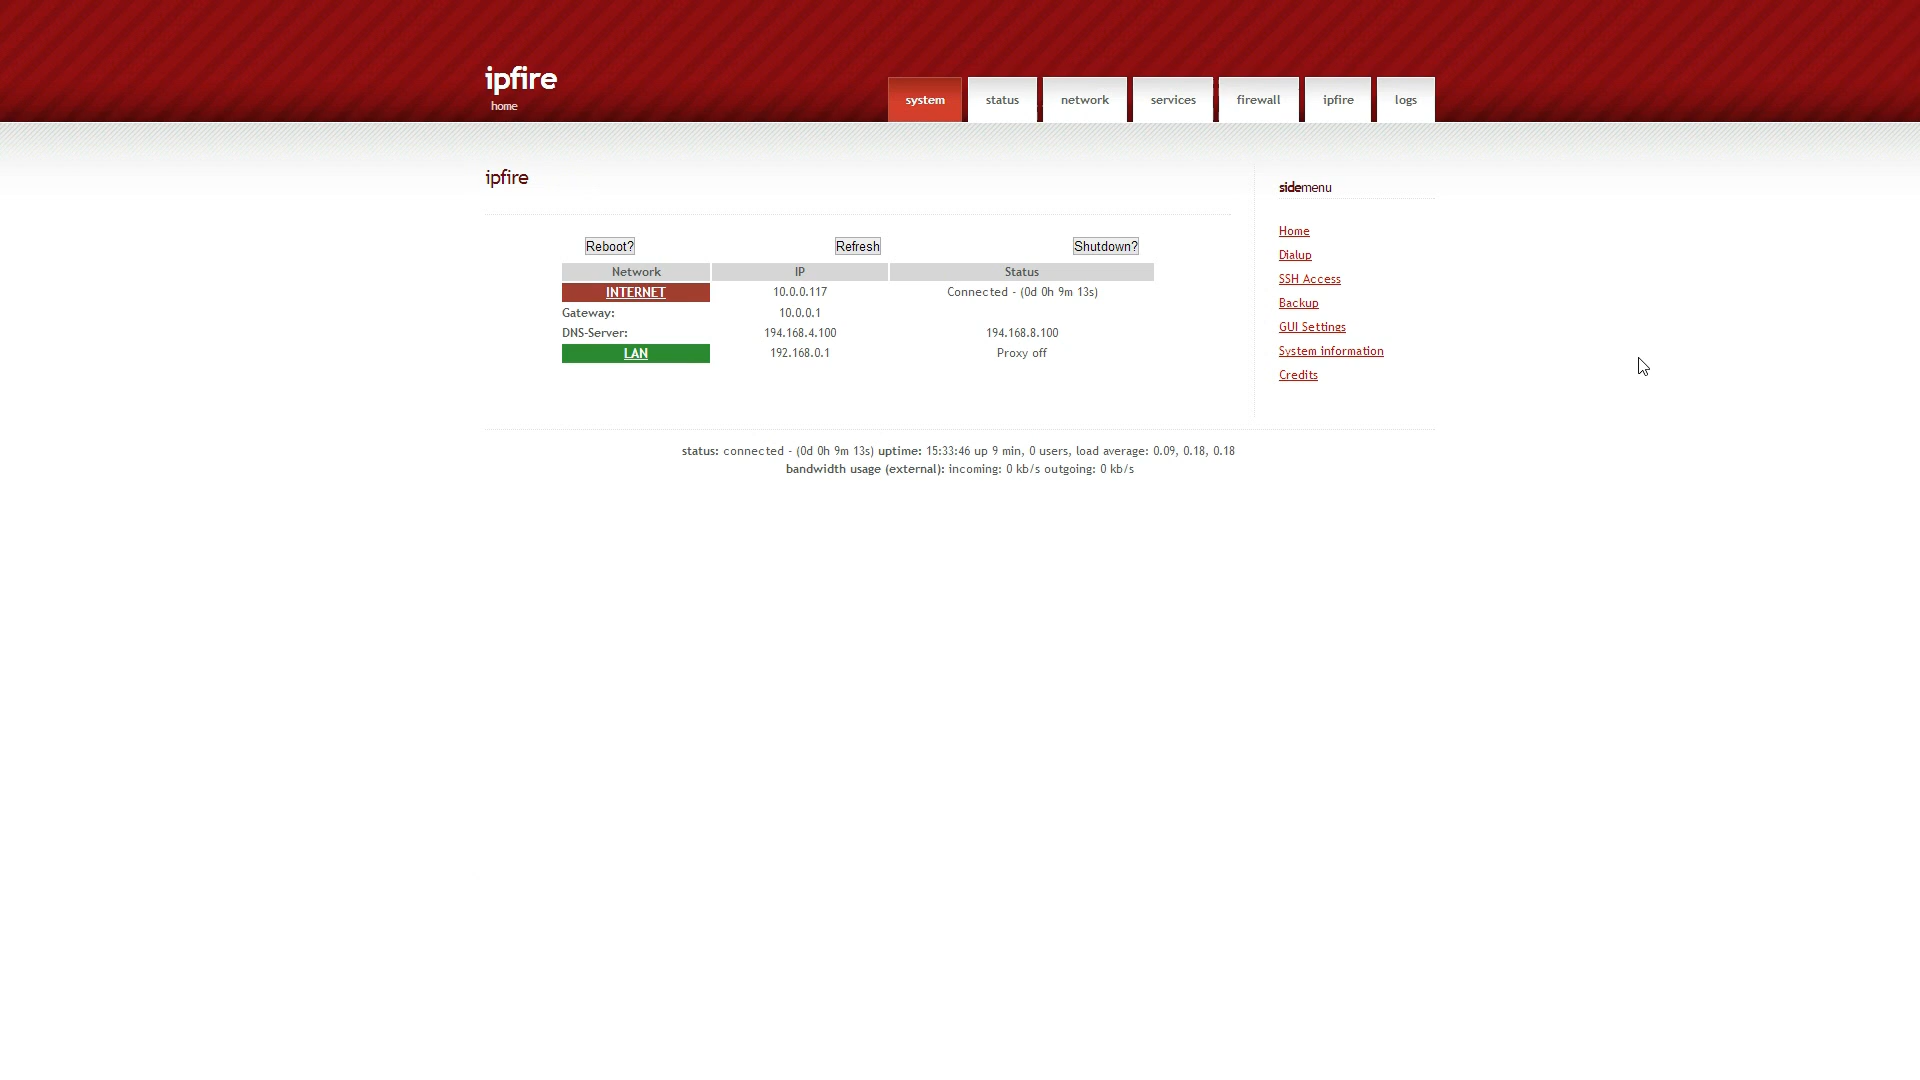 ipfire
home
system status network services firewall ipfire logs
ipfire
sidemenu
Reboot? Refresh Shutdown?
Network IP Status
INTERNET 10.0.0.117 Connected - (0d 0h 9m 13s)
Gateway: 10.0.0.1
DNS-Server: 194.168.4.100 194.168.8.100
LAN 192.168.0.1 Proxy off
Home
Dialup
SSH Access
Backup
GUI Settings
System information
Credits
status: connected - (0d 0h 9m 13s) uptime: 15:33:46 up 9 min, 0 users, load average: 0.09, 0.18, 0.18
bandwidth usage (external): incoming: 0 kb/s outgoing: 0 kb/s